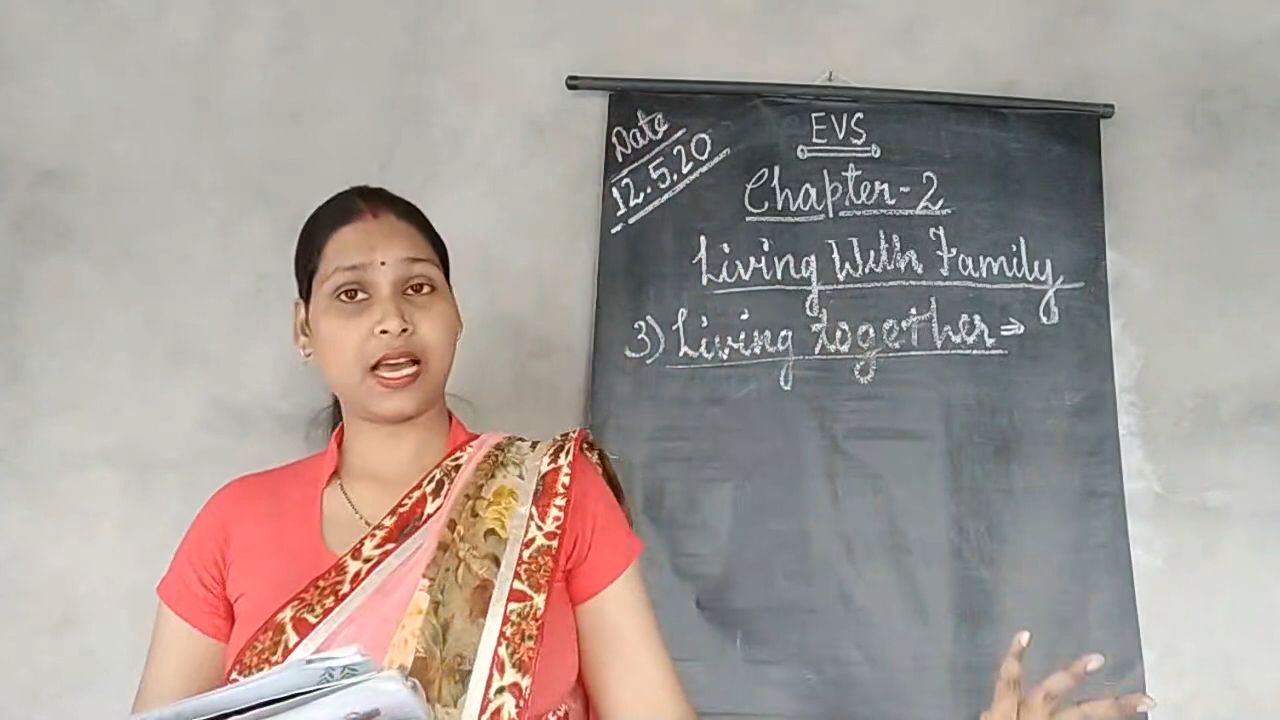 Date
12.5.20
EVS
Chapter-2
Living With Family
3) Living together ⇒